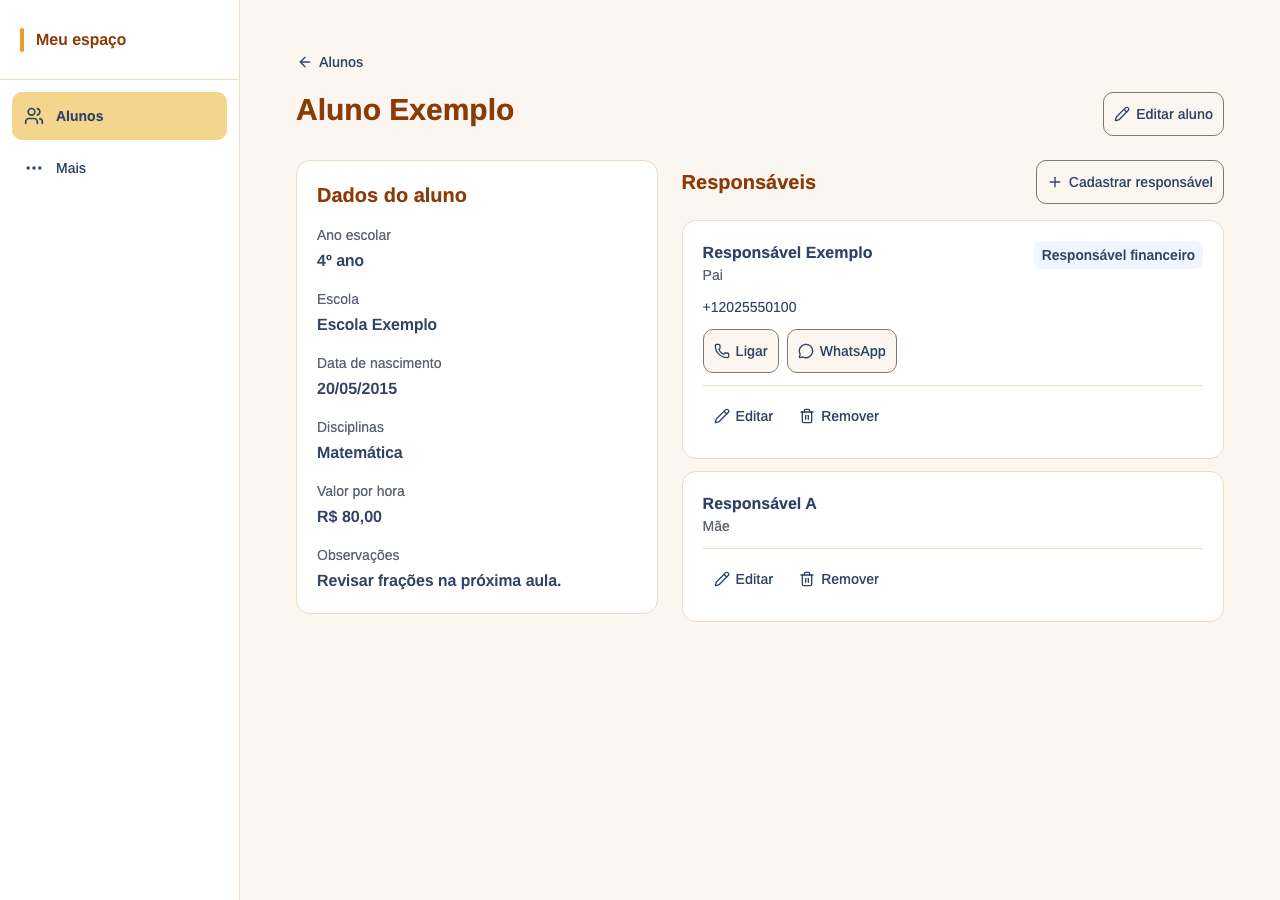 Meu espaço
Alunos
Mais
Alunos
Aluno Exemplo
Editar aluno
Dados do aluno
Ano escolar
4º ano
Escola
Escola Exemplo
Data de nascimento
20/05/2015
Disciplinas
Matemática
Valor por hora
R$ 80,00
Observações
Revisar frações na próxima aula.
Responsáveis
Cadastrar responsável
Responsável Exemplo
Responsável financeiro
Pai
+12025550100
Ligar
WhatsApp
Editar
Remover
Responsável A
Mãe
Editar
Remover